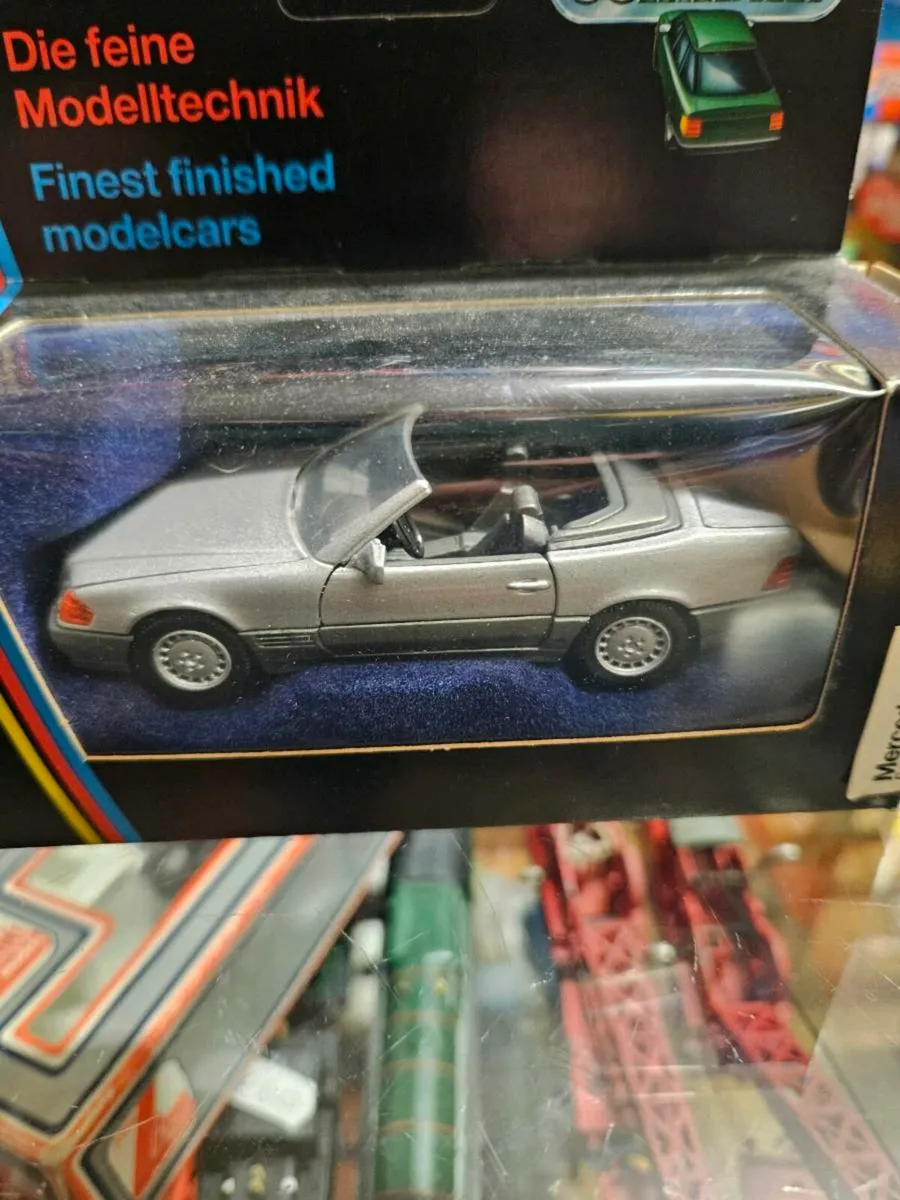 Die feine
Modelltechnik
Finest finished
modelcars